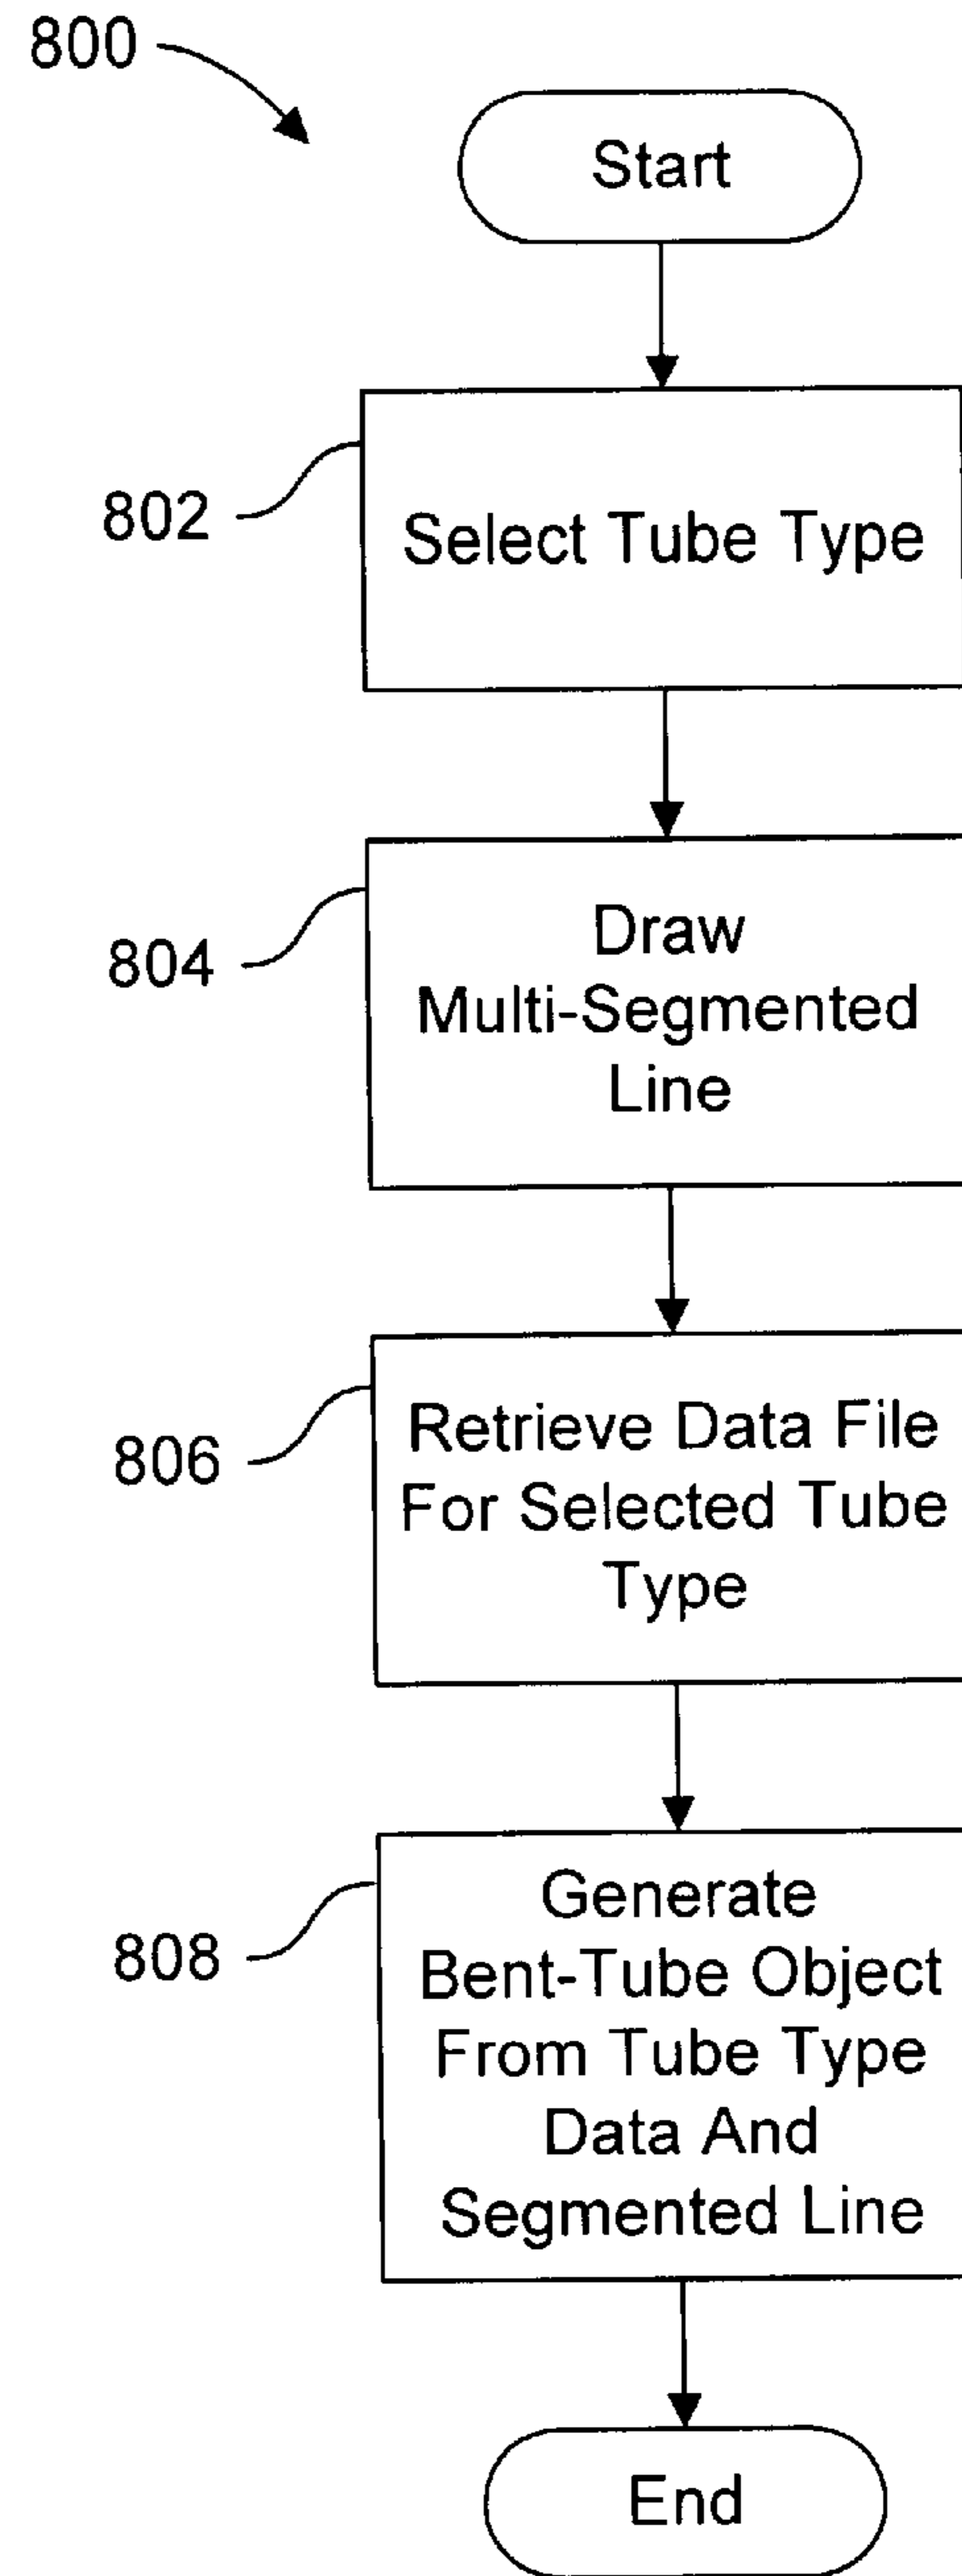 800
Start
802
Select Tube Type
804
Draw
Multi-Segmented
Line
806
Retrieve Data File
For Selected Tube
Type
808
Generate
Bent-Tube Object
From Tube Type
Data And
Segmented Line
End